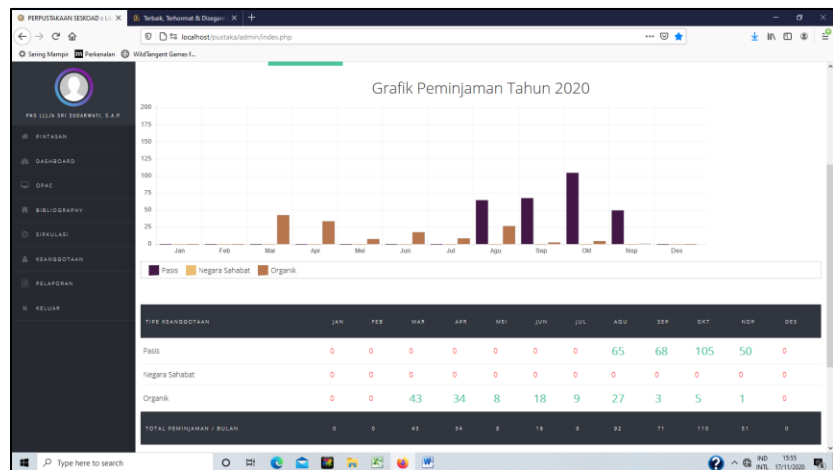 PERPUSTAKAAN SESKOAD :: Li
Terbaik, Terhormat & Disegan
localhost/pustaka/admin/index.php
Sering Mampir Perkenalan WildTangent Games f...
PNS LILIA SRI SUDARWATI, S.A.P.
PINTASAN
DASHBOARD
OPAC
BIBLIOGRAPHY
SIRKULASI
KEANGGOTAAN
PELAPORAN
KELUAR
Grafik Peminjaman Tahun 2020
200
175
150
125
100
75
50
25
0
Jan Feb Mar Apr Mei Jun Jul Agu Sep Okt Nop Des
Pasis Negara Sahabat Organik
TIPE KEANGGOTAAN JAN FEB MAR APR MEI JUN JUL AGU SEP OKT NOP DES
Pasis 0 0 0 0 0 0 0 65 68 105 50 0
Negara Sahabat 0 0 0 0 0 0 0 0 0 0 0 0
Organik 0 0 43 34 8 18 9 27 3 5 1 0
TOTAL PEMINJAMAN / BULAN 0 0 43 34 8 18 9 92 71 110 51 0
Type here to search
IND 15:55
INTL 17/11/2020